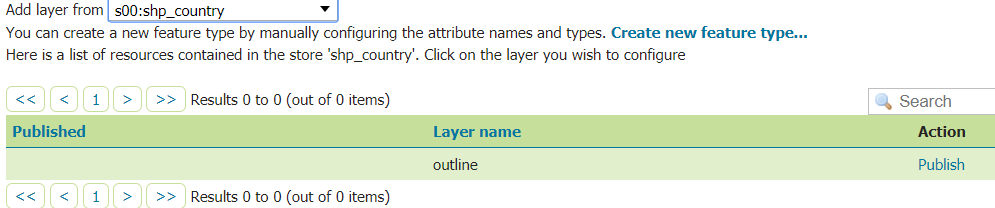 Add layer from s00:shp_country
You can create a new feature type by manually configuring the attribute names and types. Create new feature type...
Here is a list of resources contained in the store 'shp_country'. Click on the layer you wish to configure
<< < 1 > >> Results 0 to 0 (out of 0 items) Search
Published Layer name Action
outline Publish
<< < 1 > >> Results 0 to 0 (out of 0 items)